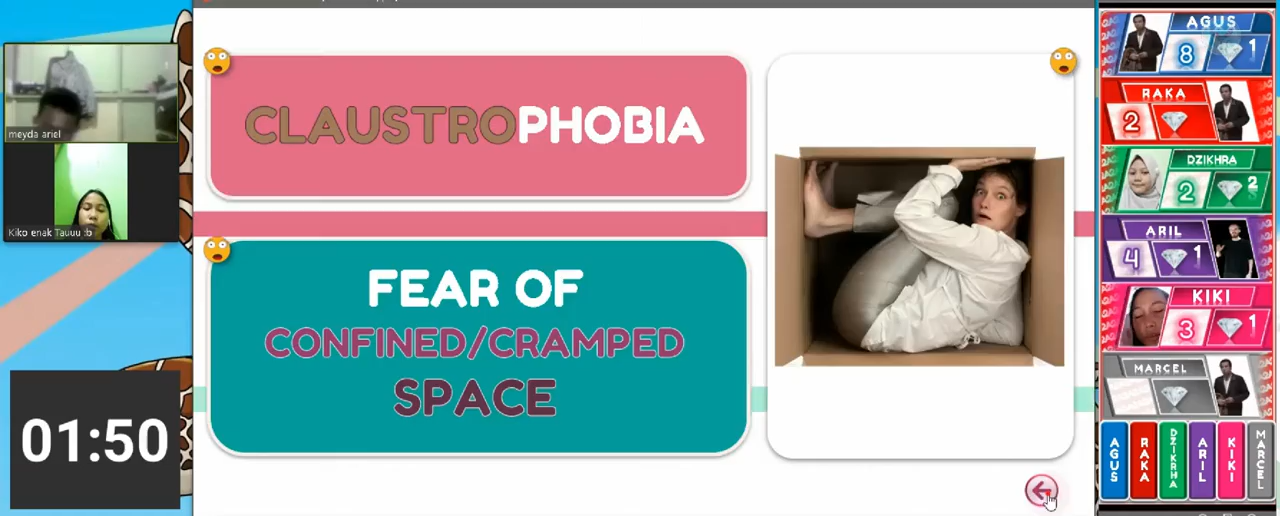 meyda ariel
Kiko enak Tauuu :b
01:50
CLAUSTROPHOBIA
FEAR OF
CONFINED/CRAMPED
SPACE
AGUS
8 1
RAKA
2
DZIKHRA
2 2
ARIL
4 1
KIKI
3 1
MARCEL
AGUS
RAKA
DZIKRHA
ARIL
KIKI
MARCEL